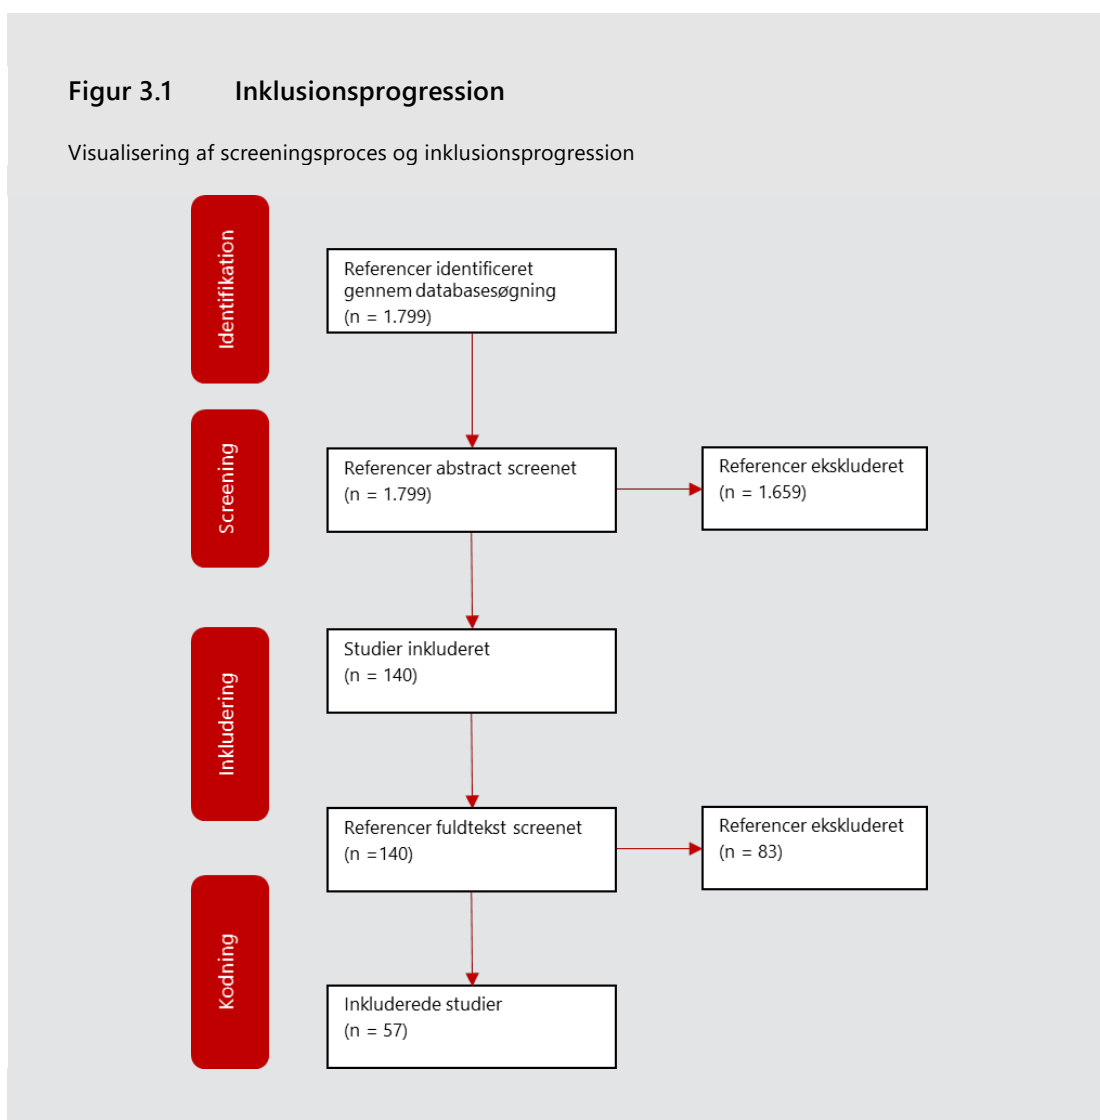 Figur 3.1 Inklusionsprogression
Visualisering af screeningsproces og inklusionsprogression
Identifikation
Referencer identificeret
gennem databasesøgning
(n = 1.799)
Screening
Referencer abstract screenet
(n = 1.799)
Referencer ekskluderet
(n = 1.659)
Inkludering
Studier inkluderet
(n = 140)
Referencer fuldtekst screenet
(n =140)
Referencer ekskluderet
(n = 83)
Kodning
Inkluderede studier
(n = 57)